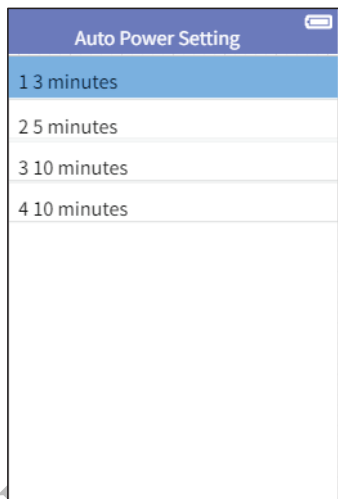 Auto Power Setting
1 3 minutes
2 5 minutes
3 10 minutes
4 10 minutes